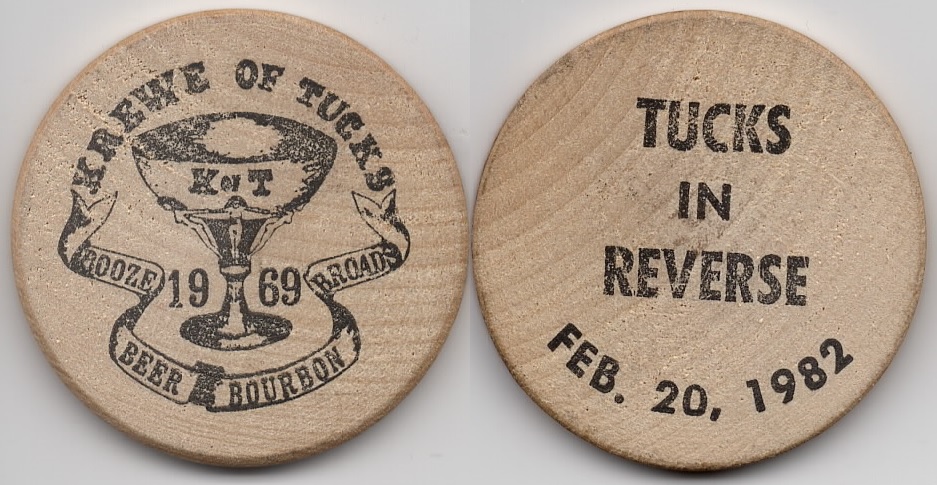 KREWE OF TUCKS
K of T
BOOZE
1969
BROADS
BEER
BOURBON
TUCKS
IN
REVERSE
FEB. 20, 1982